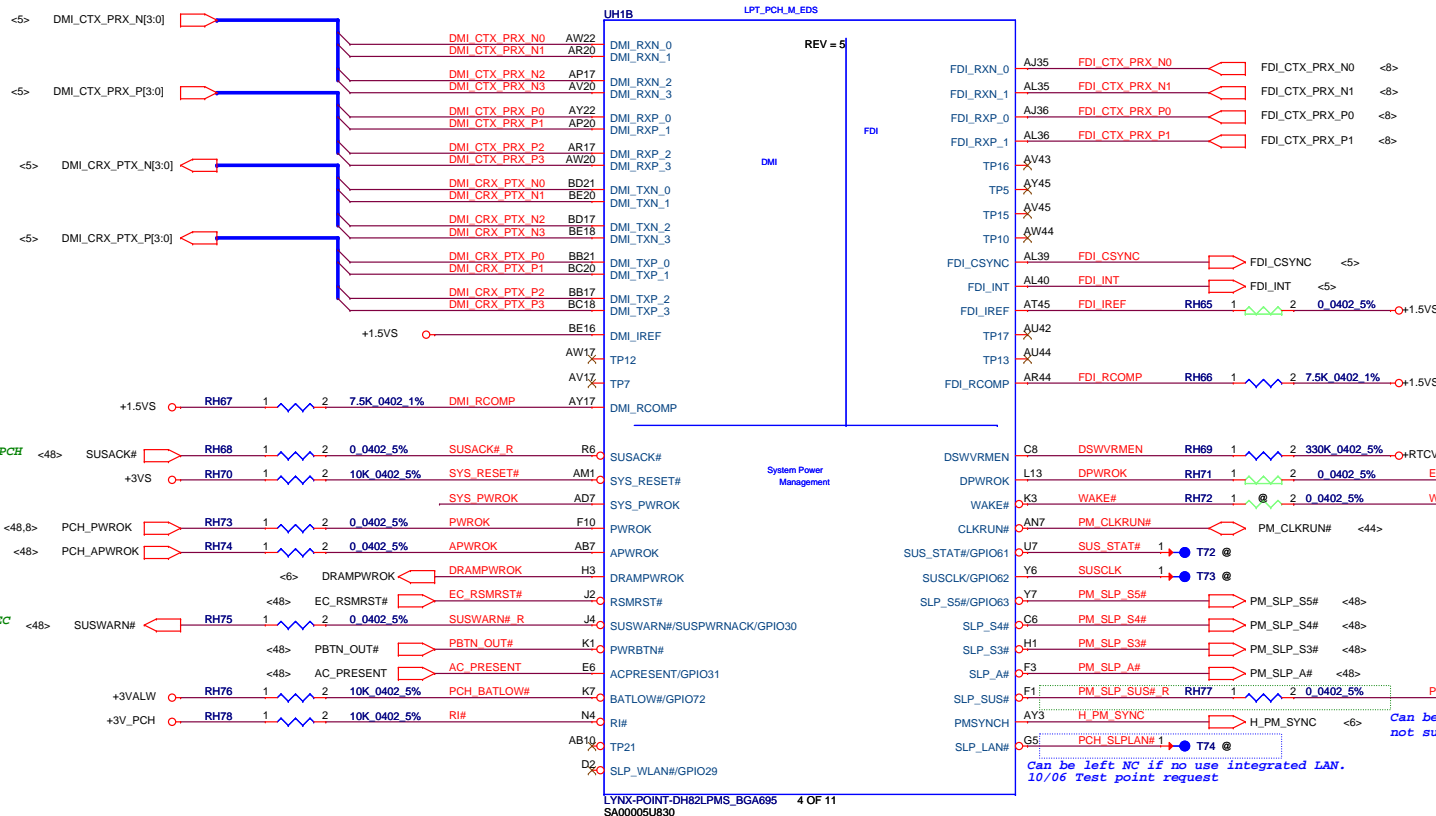 LPT_PCH_M_EDS
UH1B
REV = 5
<5> DMI_CTX_PRX_N[3:0]
DMI_CTX_PRX_N0 AW22 DMI_RXN_0
DMI_CTX_PRX_N1 AR20 DMI_RXN_1
DMI_CTX_PRX_N2 AP17 DMI_RXN_2
DMI_CTX_PRX_N3 AV20 DMI_RXN_3
<5> DMI_CTX_PRX_P[3:0]
DMI_CTX_PRX_P0 AY22 DMI_RXP_0
DMI_CTX_PRX_P1 AP20 DMI_RXP_1
DMI_CTX_PRX_P2 AR17 DMI_RXP_2
DMI_CTX_PRX_P3 AW20 DMI_RXP_3
<5> DMI_CRX_PTX_N[3:0]
DMI_CRX_PTX_N0 BD21 DMI_TXN_0
DMI_CRX_PTX_N1 BE20 DMI_TXN_1
DMI_CRX_PTX_N2 BD17 DMI_TXN_2
DMI_CRX_PTX_N3 BE18 DMI_TXN_3
<5> DMI_CRX_PTX_P[3:0]
DMI_CRX_PTX_P0 BB21 DMI_TXP_0
DMI_CRX_PTX_P1 BC20 DMI_TXP_1
DMI_CRX_PTX_P2 BB17 DMI_TXP_2
DMI_CRX_PTX_P3 BC18 DMI_TXP_3
+1.5VS BE16 DMI_IREF
AW17 TP12
AV17 TP7
+1.5VS RH67 1 2 7.5K_0402_1% DMI_RCOMP AY17 DMI_RCOMP
DMI
FDI
FDI_RXN_0 AJ35 FDI_CTX_PRX_N0 FDI_CTX_PRX_N0 <8>
FDI_RXN_1 AL35 FDI_CTX_PRX_N1 FDI_CTX_PRX_N1 <8>
FDI_RXP_0 AJ36 FDI_CTX_PRX_P0 FDI_CTX_PRX_P0 <8>
FDI_RXP_1 AL36 FDI_CTX_PRX_P1 FDI_CTX_PRX_P1 <8>
TP16 AV43
TP5 AY45
TP15 AV45
TP10 AW44
FDI_CSYNC AL39 FDI_CSYNC FDI_CSYNC <5>
FDI_INT AL40 FDI_INT FDI_INT <5>
FDI_IREF AT45 FDI_IREF RH65 1 2 0_0402_5% +1.5VS
TP17 AU42
TP13 AU44
FDI_RCOMP AR44 FDI_RCOMP RH66 1 2 7.5K_0402_1% +1.5VS
PCH <48> SUSACK# RH68 1 2 0_0402_5% SUSACK#_R R6 SUSACK#
+3VS RH70 1 2 10K_0402_5% SYS_RESET# AM1 SYS_RESET#
SYS_PWROK AD7 SYS_PWROK
<48,8> PCH_PWROK RH73 1 2 0_0402_5% PWROK F10 PWROK
<48> PCH_APWROK RH74 1 2 0_0402_5% APWROK AB7 APWROK
<6> DRAMPWROK DRAMPWROK H3 DRAMPWROK
<48> EC_RSMRST# EC_RSMRST# J2 RSMRST#
EC <48> SUSWARN# RH75 1 2 0_0402_5% SUSWARN#_R J4 SUSWARN#/SUSPWRNACK/GPIO30
<48> PBTN_OUT# PBTN_OUT# K1 PWRBTN#
<48> AC_PRESENT AC_PRESENT E6 ACPRESENT/GPIO31
+3VALW RH76 1 2 10K_0402_5% PCH_BATLOW# K7 BATLOW#/GPIO72
+3V_PCH RH78 1 2 10K_0402_5% RI# N4 RI#
AB10 TP21
D2 SLP_WLAN#/GPIO29
System Power
Management
DSWVRMEN C8 DSWVRMEN RH69 1 2 330K_0402_5% +RTCV
DPWROK L13 DPWROK RH71 1 2 0_0402_5% E
WAKE# K3 WAKE# RH72 1 @ 2 0_0402_5% W
CLKRUN# AN7 PM_CLKRUN# PM_CLKRUN# <44>
SUS_STAT#/GPIO61 U7 SUS_STAT# 1 T72 @
SUSCLK/GPIO62 Y6 SUSCLK 1 T73 @
SLP_S5#/GPIO63 Y7 PM_SLP_S5# PM_SLP_S5# <48>
SLP_S4# C6 PM_SLP_S4# PM_SLP_S4# <48>
SLP_S3# H1 PM_SLP_S3# PM_SLP_S3# <48>
SLP_A# F3 PM_SLP_A# PM_SLP_A# <48>
SLP_SUS# F1 PM_SLP_SUS#_R RH77 1 2 0_0402_5% P
PMSYNCH AY3 H_PM_SYNC H_PM_SYNC <6>
Can be
not su
SLP_LAN# G5 PCH_SLPLAN# 1 T74 @
Can be left NC if no use integrated LAN.
10/06 Test point request
LYNX-POINT-DH82LPMS_BGA695 4 OF 11
SA00005U830